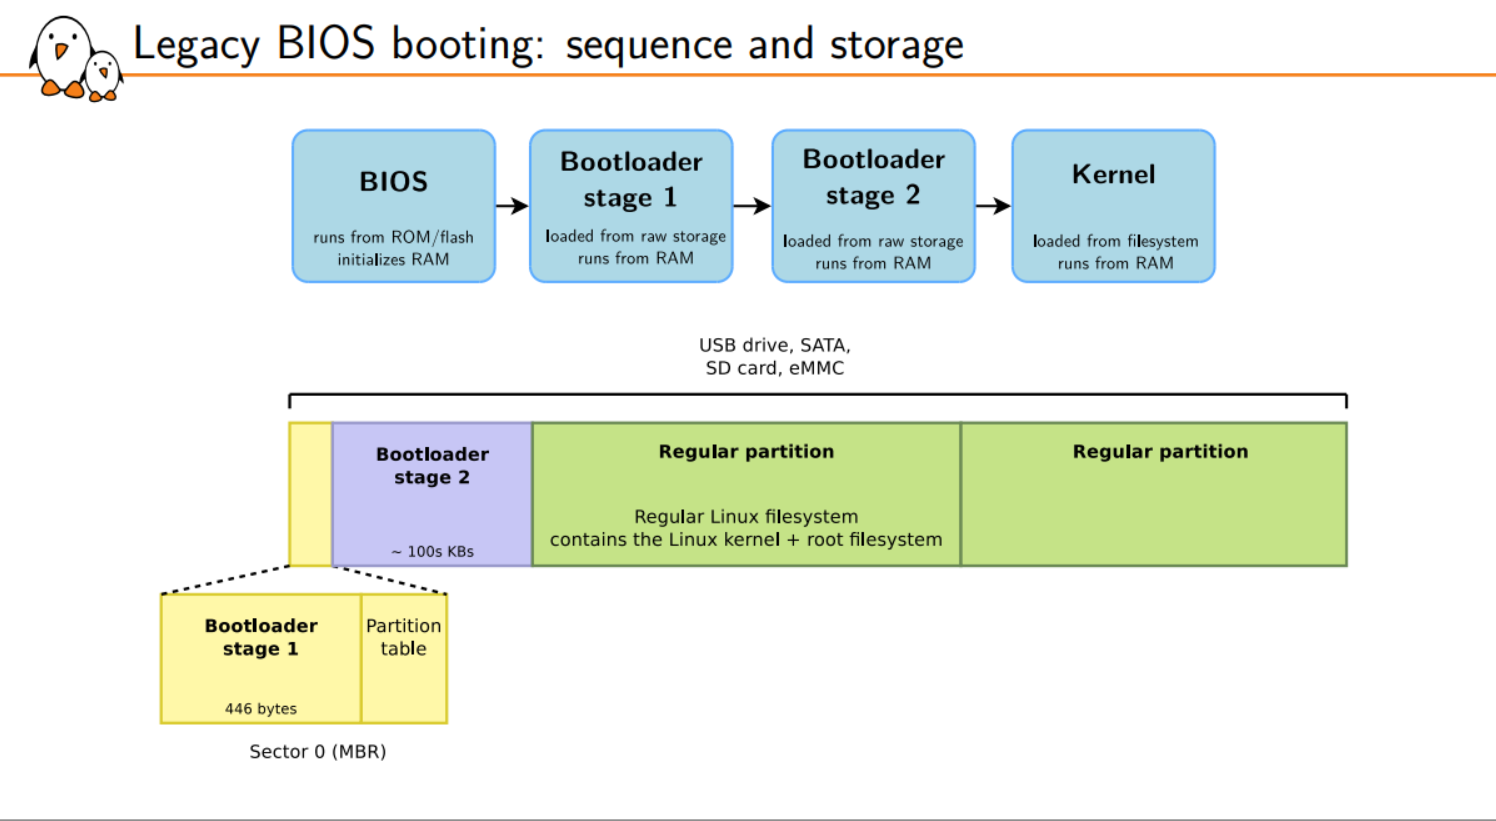 Legacy BIOS booting: sequence and storage
BIOS
runs from ROM/flash
initializes RAM
Bootloader
stage 1
loaded from raw storage
runs from RAM
Bootloader
stage 2
loaded from raw storage
runs from RAM
Kernel
loaded from filesystem
runs from RAM
USB drive, SATA,
SD card, eMMC
Bootloader
stage 2
~ 100s KBs
Regular partition
Regular Linux filesystem
contains the Linux kernel + root filesystem
Regular partition
Bootloader
stage 1
446 bytes
Partition
table
Sector 0 (MBR)